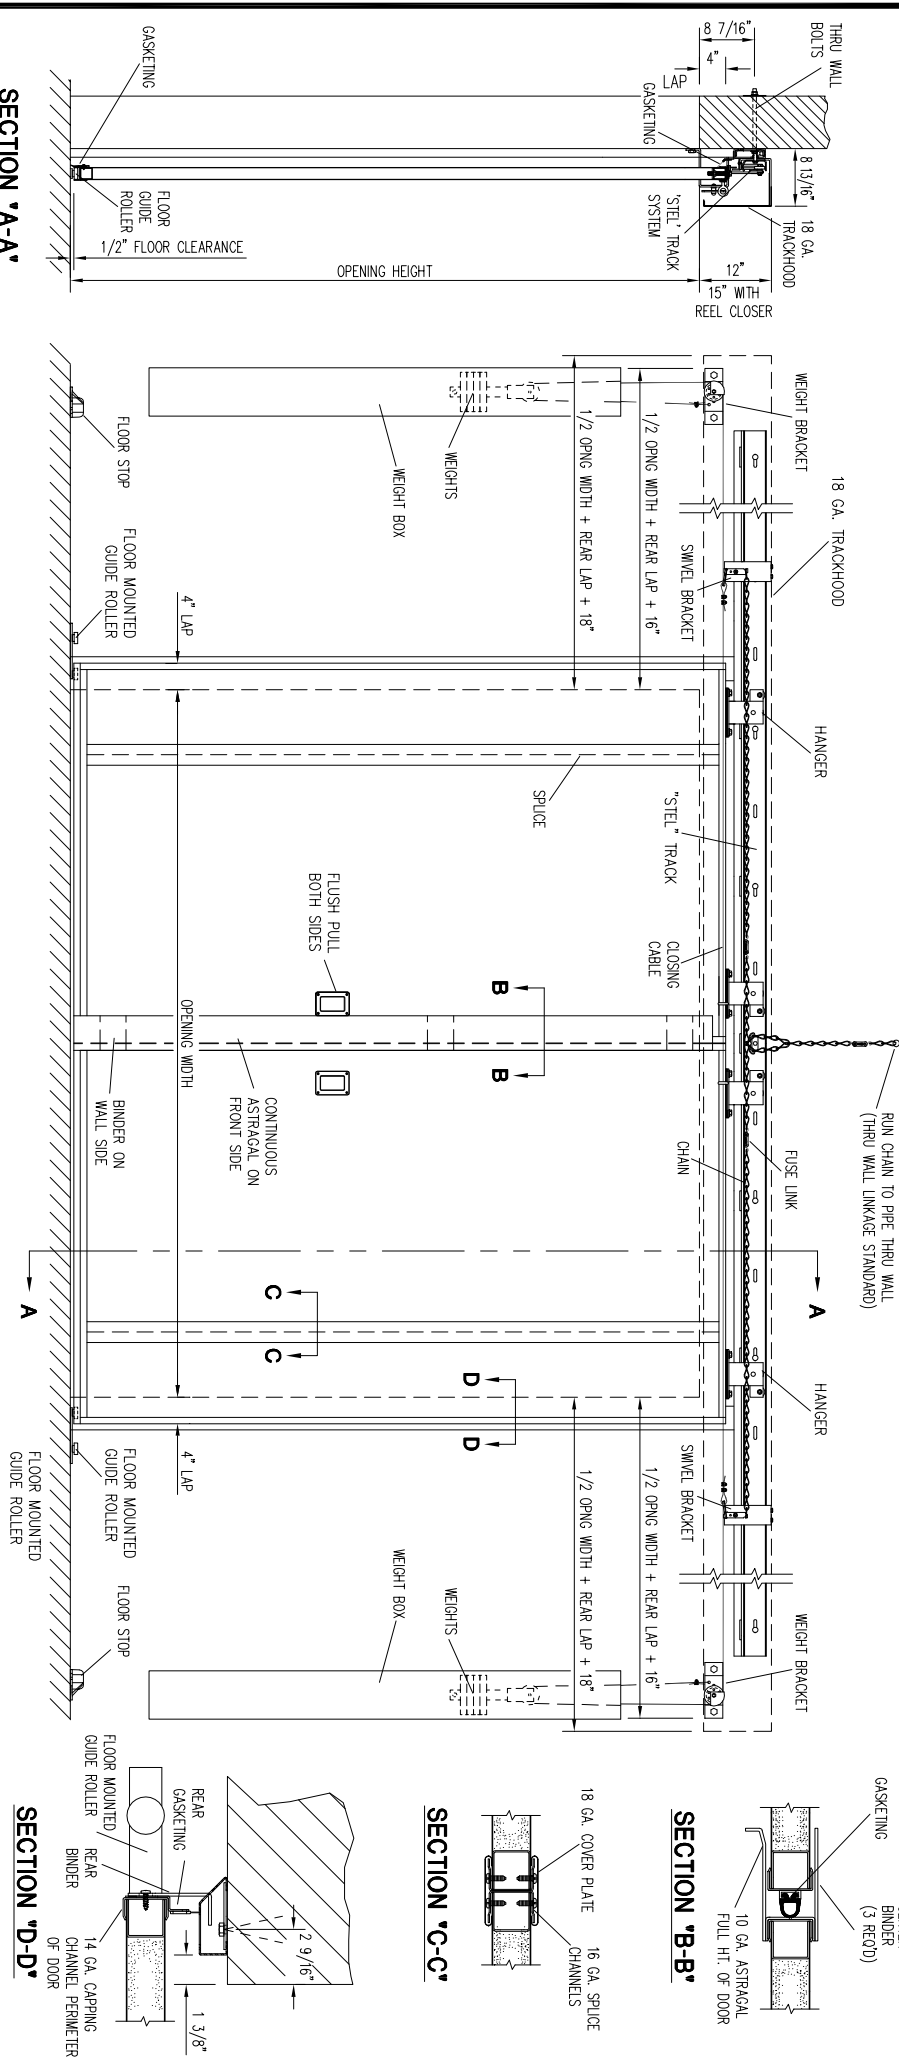 THRU WALL
BOLTS
8 7/16"
4"
LAP
GASKETING
8 13/16"
18 GA.
TRACKHOOD
'STEL' TRACK
SYSTEM
12"
15" WITH
REEL CLOSER
OPENING HEIGHT
GASKETING
FLOOR
GUIDE
ROLLER
1/2" FLOOR CLEARANCE
SECTION "A-A"
WEIGHT BRACKET
18 GA. TRACKHOOD
SWIVEL BRACKET
HANGER
"STEL" TRACK
CLOSING
CABLE
RUN CHAIN TO PIPE THRU WALL
(THRU WALL LINKAGE STANDARD)
FUSE LINK
CHAIN
A
HANGER
SWIVEL BRACKET
WEIGHT BRACKET
1/2 OPNG WIDTH + REAR LAP + 16"
1/2 OPNG WIDTH + REAR LAP + 18"
1/2 OPNG WIDTH + REAR LAP + 16"
1/2 OPNG WIDTH + REAR LAP + 18"
WEIGHTS
WEIGHT BOX
SPLICE
B
B
D
D
FLUSH PULL
BOTH SIDES
C
C
WEIGHTS
WEIGHT BOX
4" LAP
OPENING WIDTH
CONTINUOUS
ASTRAGAL ON
FRONT SIDE
BINDER ON
WALL SIDE
4" LAP
FLOOR STOP
FLOOR MOUNTED
GUIDE ROLLER
A
FLOOR MOUNTED
GUIDE ROLLER
FLOOR MOUNTED
GUIDE ROLLER
FLOOR STOP
GASKETING
BINDER
(3 REQ'D)
10 GA. ASTRAGAL
FULL HT. OF DOOR
SECTION "B-B"
18 GA. COVER PLATE
16 GA. SPLICE
CHANNELS
SECTION "C-C"
2 9/16"
1 3/8"
REAR
GASKETING
FLOOR MOUNTED
GUIDE ROLLER
REAR
BINDER
14 GA. CAPPING
CHANNEL PERIMETER
OF DOOR
SECTION "D-D"